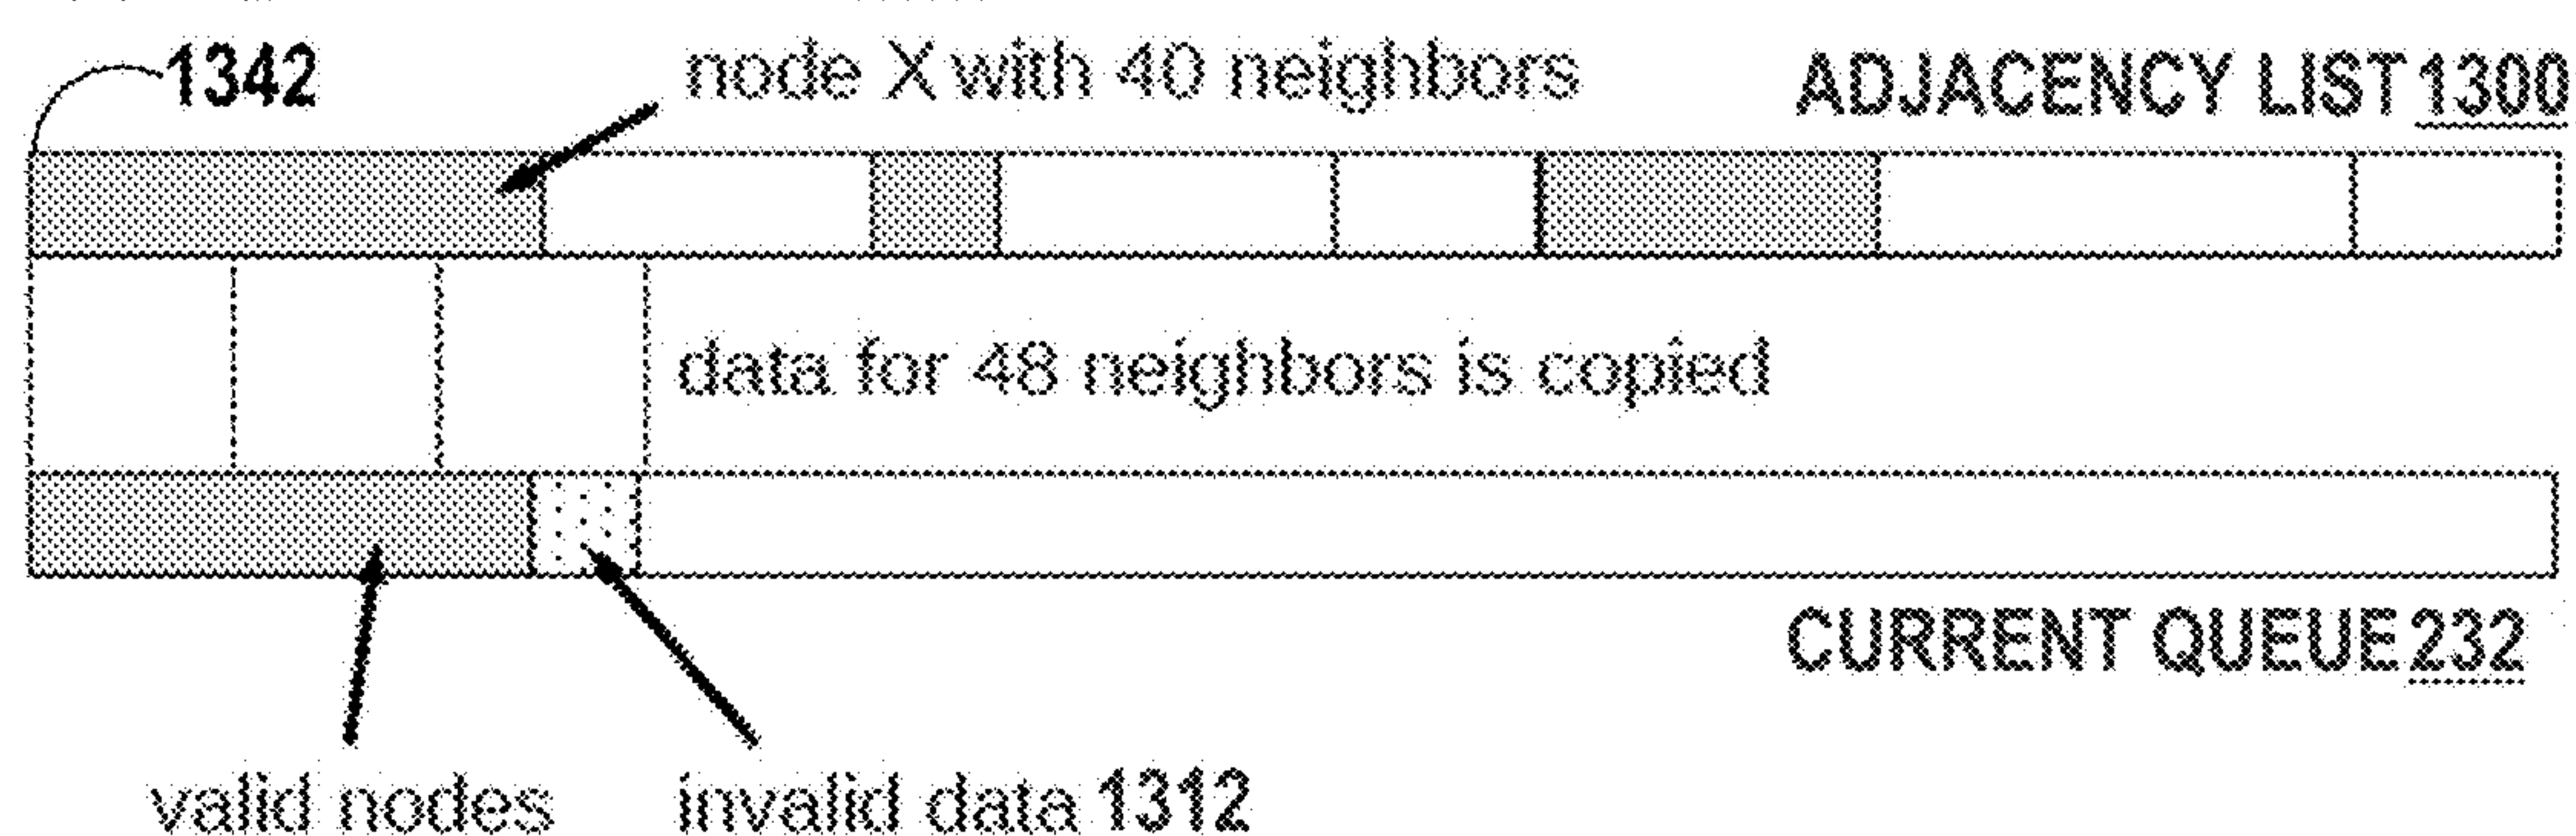 1342
node X with 40 neighbors
ADJACENCY LIST 1300
data for 48 neighbors is copied
CURRENT QUEUE 232
valid nodes
invalid data 1312